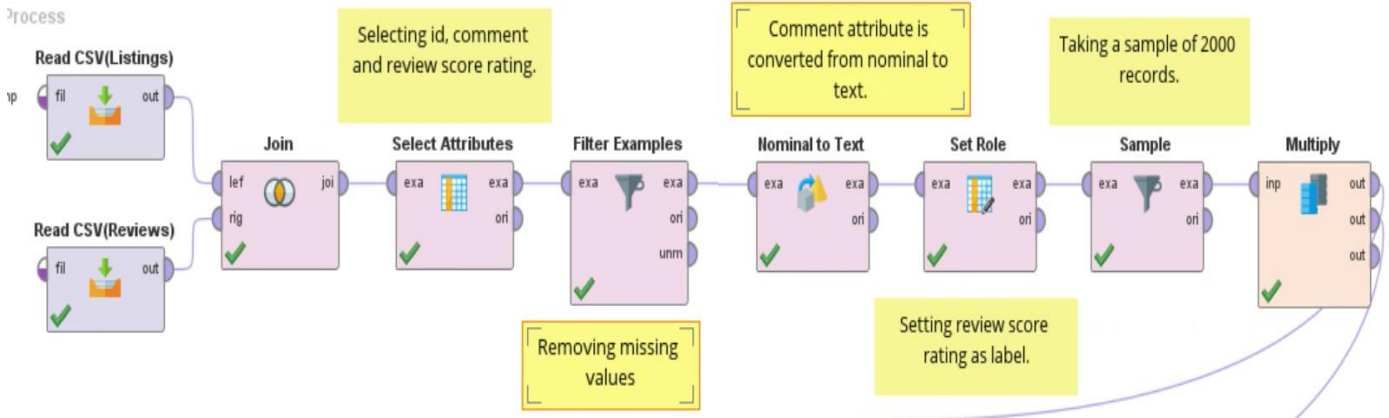 Process
Selecting id, comment
and review score rating.
Comment attribute is
converted from nominal to
text.
Taking a sample of 2000
records.
Read CSV(Listings)
fil
out
Join
lef
joi
rig
Select Attributes
exa
exa
ori
Filter Examples
exa
exa
ori
unm
Nominal to Text
exa
exa
ori
Set Role
exa
exa
ori
Sample
exa
exa
ori
Multiply
inp
out
out
out
Read CSV(Reviews)
fil
out
Removing missing
values
Setting review score
rating as label.